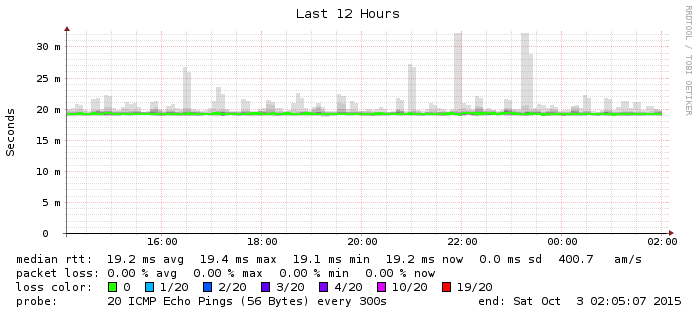 Last 12 Hours
RRDTOOL / TOBI OETIKER
Seconds
30 m
25 m
20 m
15 m
10 m
5 m
0
16:00 18:00 20:00 22:00 00:00 02:00
median rtt: 19.2 ms avg 19.4 ms max 19.1 ms min 19.2 ms now 0.0 ms sd 400.7 am/s
packet loss: 0.00 % avg 0.00 % max 0.00 % min 0.00 % now
loss color: 0 1/20 2/20 3/20 4/20 10/20 19/20
probe: 20 ICMP Echo Pings (56 Bytes) every 300s end: Sat Oct 3 02:05:07 2015